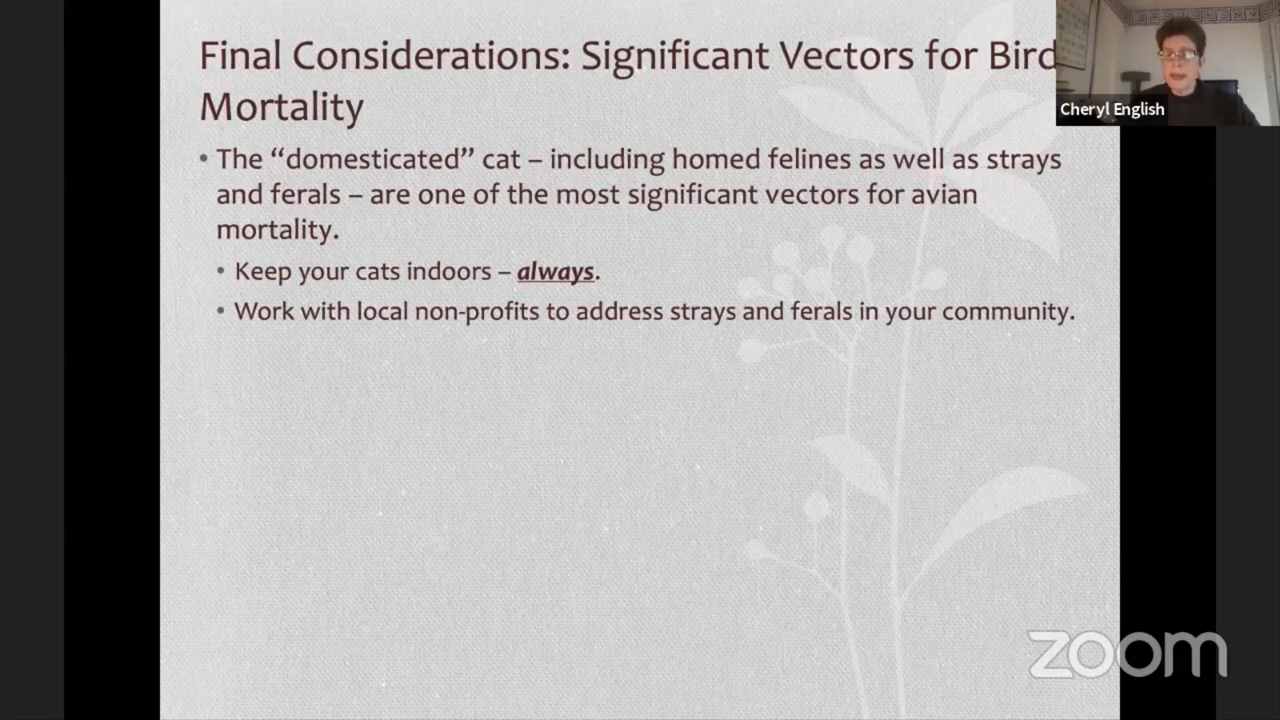 Final Considerations: Significant Vectors for Bird
Mortality
Cheryl English
• The “domesticated” cat – including homed felines as well as strays
and ferals – are one of the most significant vectors for avian
mortality.
• Keep your cats indoors – always.
• Work with local non-profits to address strays and ferals in your community.
zoom